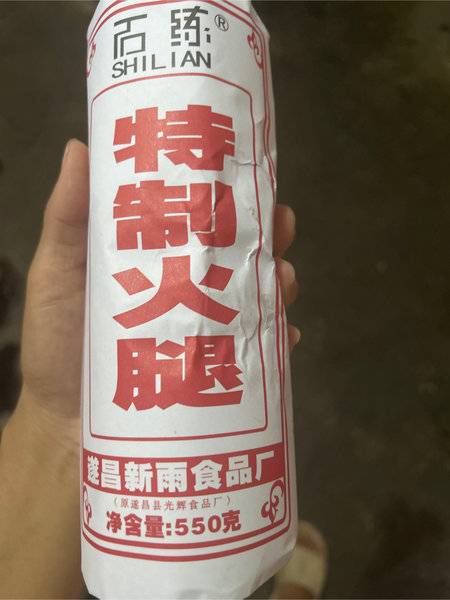 石练®
SHILIAN
特制火腿
遂昌新雨食品厂
(原遂昌县光辉食品厂)
净含量:550克